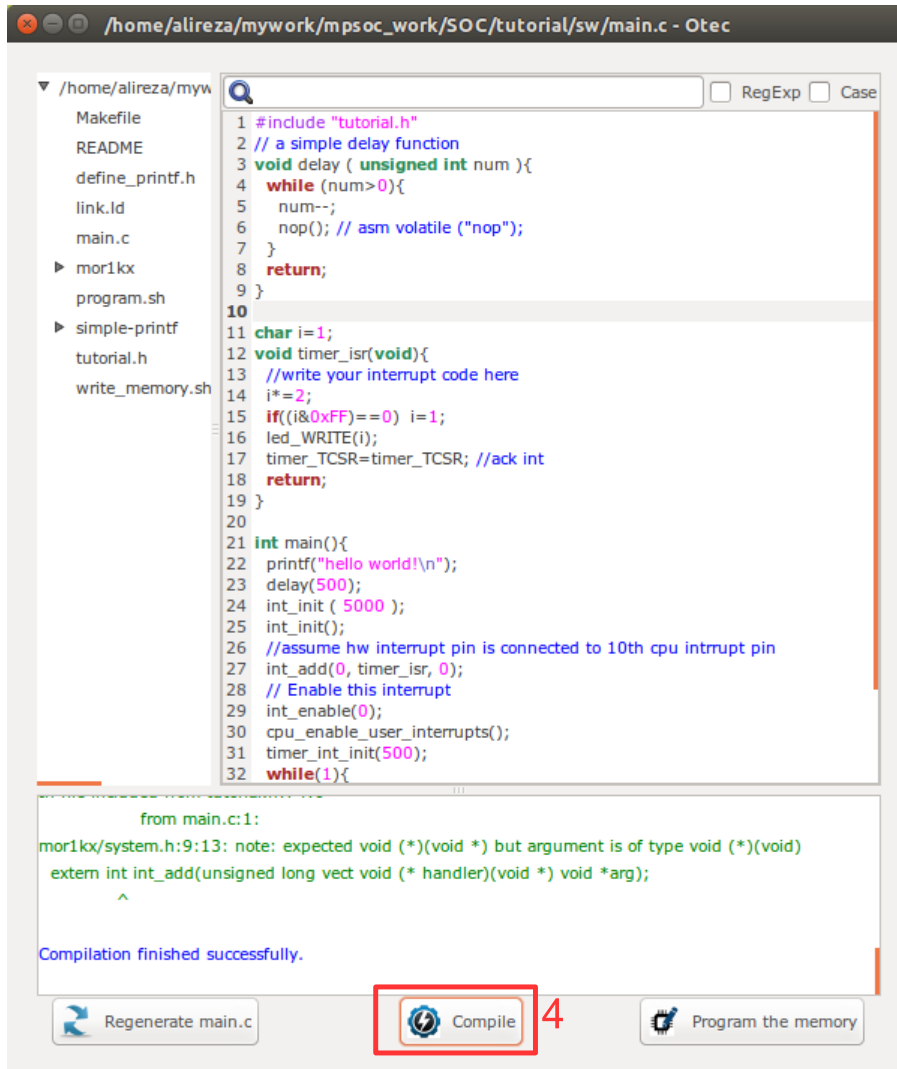 /home/alireza/mywork/mpsoc_work/SOC/tutorial/sw/main.c - Otec
/home/alireza/myw
Makefile
README
define_printf.h
link.ld
main.c
mor1kx
program.sh
simple-printf
tutorial.h
write_memory.sh
RegExp Case
1 #include "tutorial.h"
2 // a simple delay function
3 void delay ( unsigned int num ){
4 while (num>0){
5 num--;
6 nop(); // asm volatile ("nop");
7 }
8 return;
9 }
10
11 char i=1;
12 void timer_isr(void){
13 //write your interrupt code here
14 i*=2;
15 if((i&0xFF)==0) i=1;
16 led_WRITE(i);
17 timer_TCSR=timer_TCSR; //ack int
18 return;
19 }
20
21 int main(){
22 printf("hello world!\n");
23 delay(500);
24 int_init ( 5000 );
25 int_init();
26 //assume hw interrupt pin is connected to 10th cpu intrrupt pin
27 int_add(0, timer_isr, 0);
28 // Enable this interrupt
29 int_enable(0);
30 cpu_enable_user_interrupts();
31 timer_int_init(500);
32 while(1){
from main.c:1:
mor1kx/system.h:9:13: note: expected void (*)(void *) but argument is of type void (*)(void)
extern int int_add(unsigned long vect void (* handler)(void *) void *arg);
^
Compilation finished successfully.
Regenerate main.c
Compile
4
Program the memory